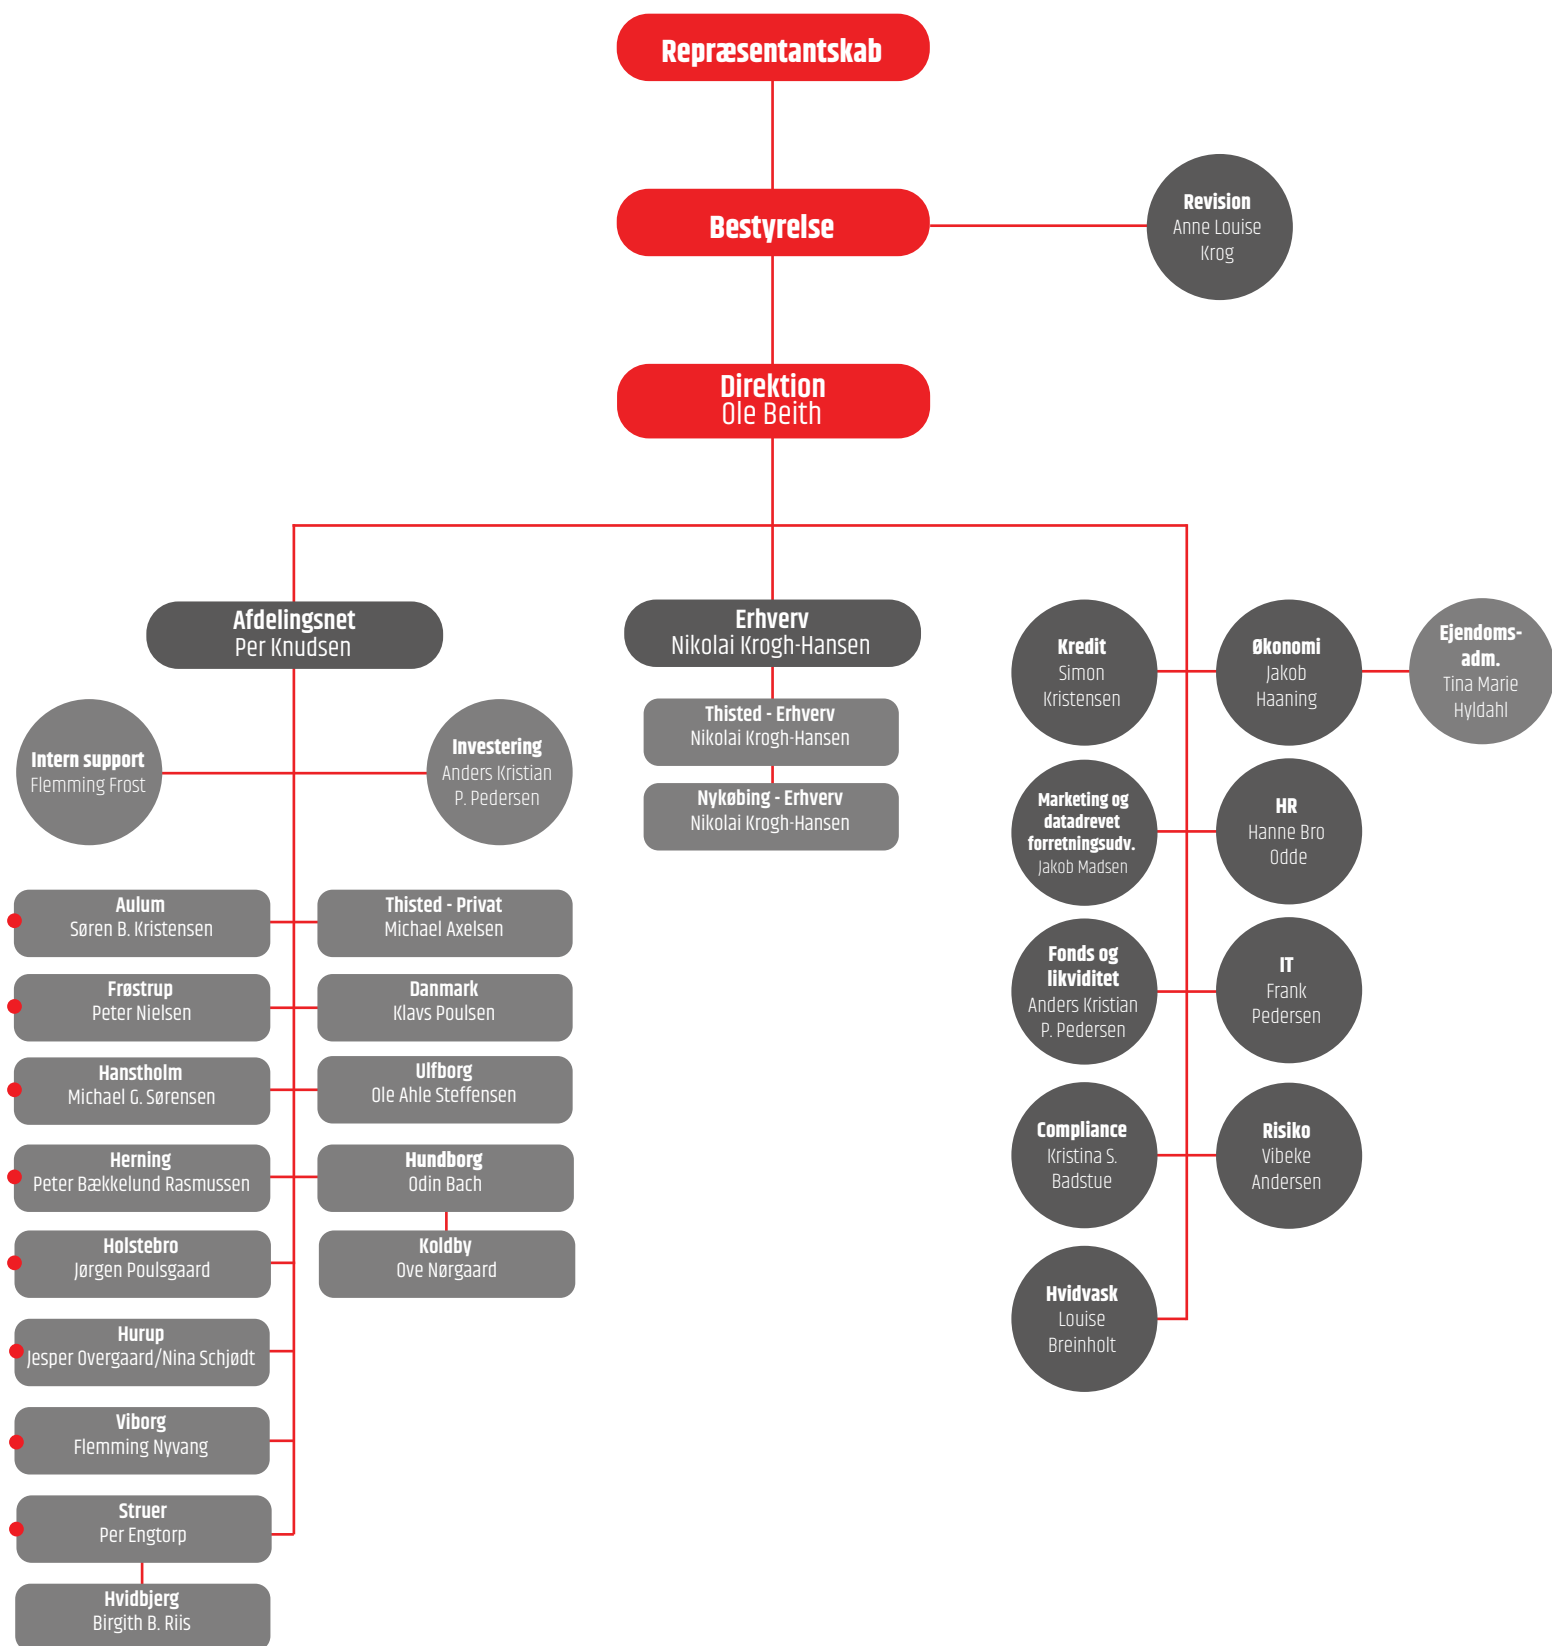 Repræsentantskab
Bestyrelse
Revision
Anne Louise
Krog
Direktion
Ole Beith
Afdelingsnet
Per Knudsen
Intern support
Flemming Frost
Investering
Anders Kristian
P. Pedersen
Aulum
Søren B. Kristensen
Thisted - Privat
Michael Axelsen
Frøstrup
Peter Nielsen
Danmark
Klavs Poulsen
Hanstholm
Michael G. Sørensen
Ulfborg
Ole Ahle Steffensen
Herning
Peter Bækkelund Rasmussen
Hundborg
Odin Bach
Holstebro
Jørgen Poulsgaard
Koldby
Ove Nørgaard
Hurup
Jesper Overgaard/Nina Schjødt
Viborg
Flemming Nyvang
Struer
Per Engtorp
Hvidbjerg
Birgith B. Riis
Erhverv
Nikolai Krogh-Hansen
Thisted - Erhverv
Nikolai Krogh-Hansen
Nykøbing - Erhverv
Nikolai Krogh-Hansen
Kredit
Simon
Kristensen
Økonomi
Jakob
Haaning
Ejendoms-
adm.
Tina Marie
Hyldahl
Marketing og
datadrevet
forretningsudv.
Jakob Madsen
HR
Hanne Bro
Odde
Fonds og
likviditet
Anders Kristian
P. Pedersen
IT
Frank
Pedersen
Compliance
Kristina S.
Badstue
Risiko
Vibeke
Andersen
Hvidvask
Louise
Breinholt